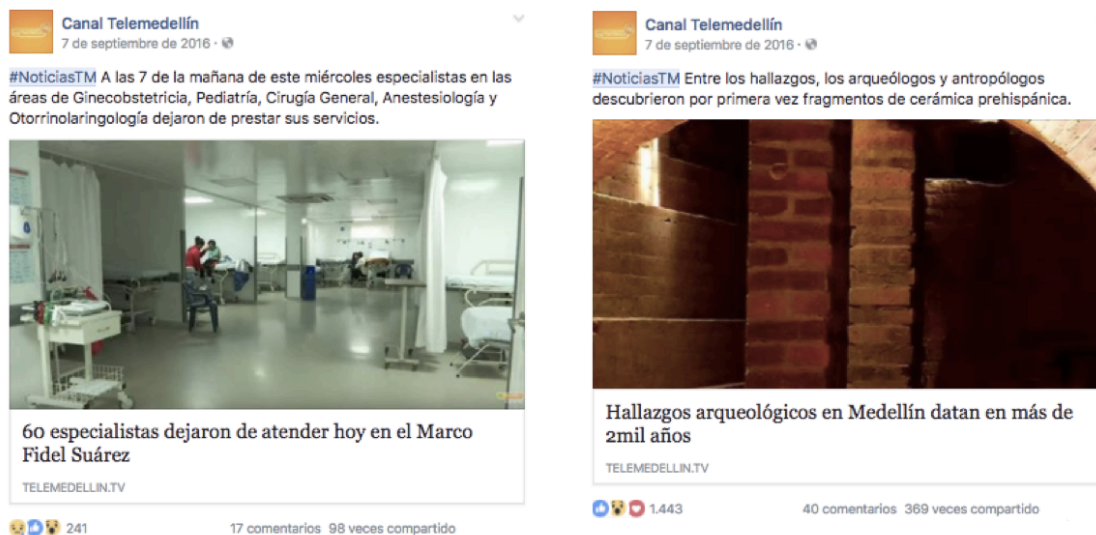 Canal Telemedellín
7 de septiembre de 2016 ·
#NoticiasTM A las 7 de la mañana de este miércoles especialistas en las
áreas de Ginecobstetricia, Pediatría, Cirugía General, Anestesiología y
Otorrinolaringología dejaron de prestar sus servicios.
60 especialistas dejaron de atender hoy en el Marco
Fidel Suárez
TELEMEDELLIN.TV
241
17 comentarios 98 veces compartido
Canal Telemedellín
7 de septiembre de 2016 ·
#NoticiasTM Entre los hallazgos, los arqueólogos y antropólogos
descubrieron por primera vez fragmentos de cerámica prehispánica.
Hallazgos arqueológicos en Medellín datan en más de
2mil años
TELEMEDELLIN.TV
1.443
40 comentarios 369 veces compartido